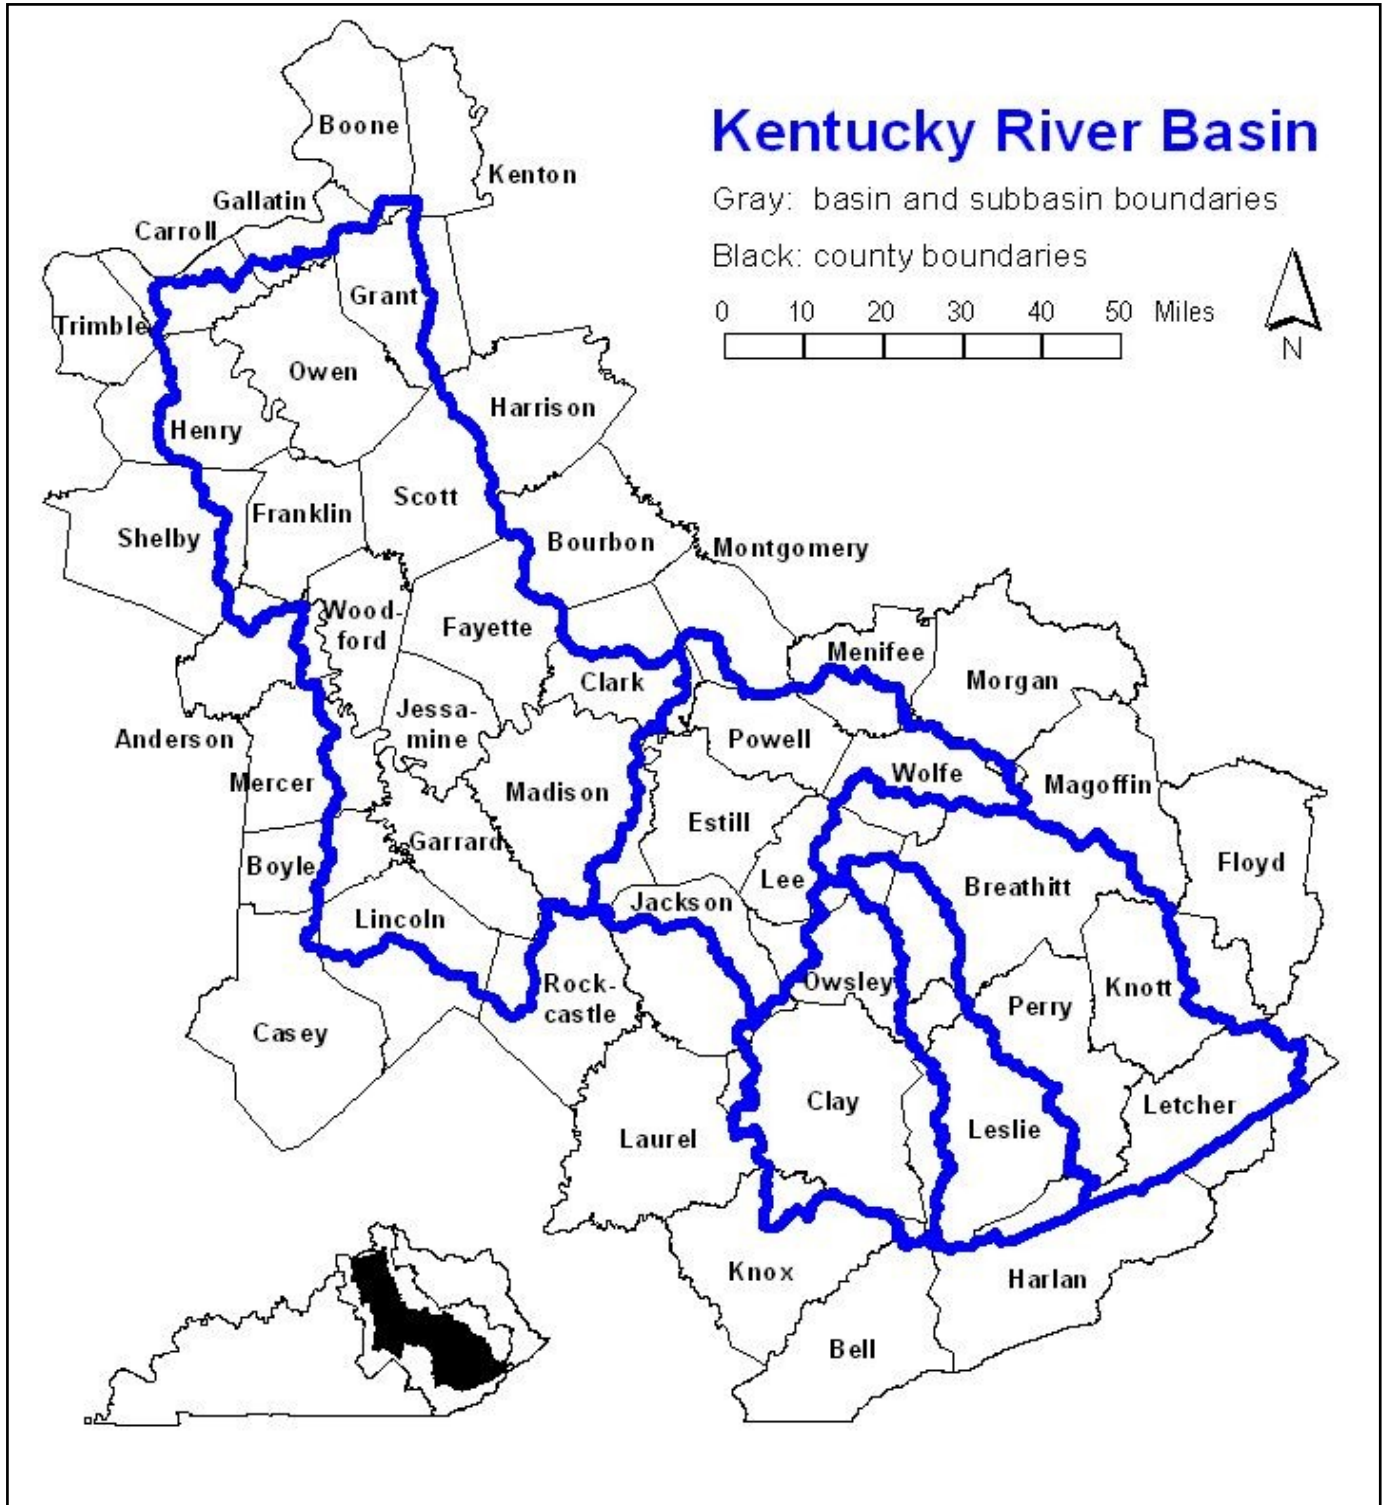 Kentucky River Basin
Gray: basin and subbasin boundaries
Black: county boundaries
0 10 20 30 40 50 Miles
N
Boone
Kenton
Gallatin
Carroll
Grant
Trimble
Owen
Harrison
Henry
Scott
Franklin
Shelby
Bourbon
Montgomery
Wood-
ford
Fayette
Menifee
Clark
Morgan
Jessa-
mine
Anderson
Powell
Mercer
Wolfe
Magoffin
Madison
Estill
Garrard
Boyle
Lee
Breathitt
Floyd
Jackson
Lincoln
Rock-
castle
Owsley
Perry
Knott
Casey
Clay
Letcher
Laurel
Leslie
Knox
Harlan
Bell